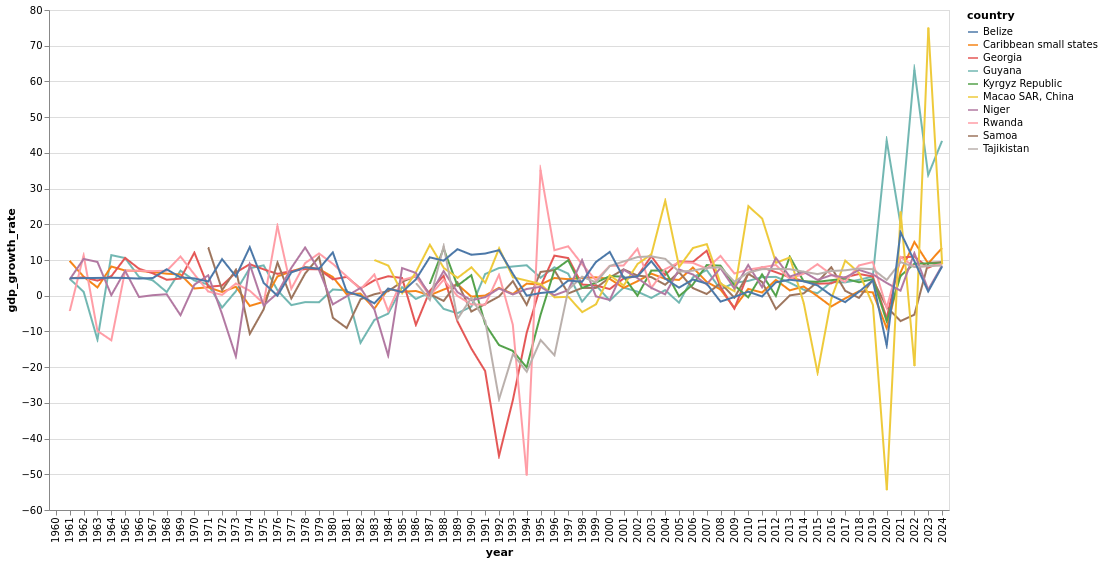 80
70
60
50
40
30
20
10
0
−10
−20
−30
−40
−50
−60
gdp_growth_rate
1960 1961 1962 1963 1964 1965 1966 1967 1968 1969 1970 1971 1972 1973 1974 1975 1976 1977 1978 1979 1980 1981 1982 1983 1984 1985 1986 1987 1988 1989 1990 1991 1992 1993 1994 1995 1996 1997 1998 1999 2000 2001 2002 2003 2004 2005 2006 2007 2008 2009 2010 2011 2012 2013 2014 2015 2016 2017 2018 2019 2020 2021 2022 2023 2024
year
country
Belize
Caribbean small states
Georgia
Guyana
Kyrgyz Republic
Macao SAR, China
Niger
Rwanda
Samoa
Tajikistan